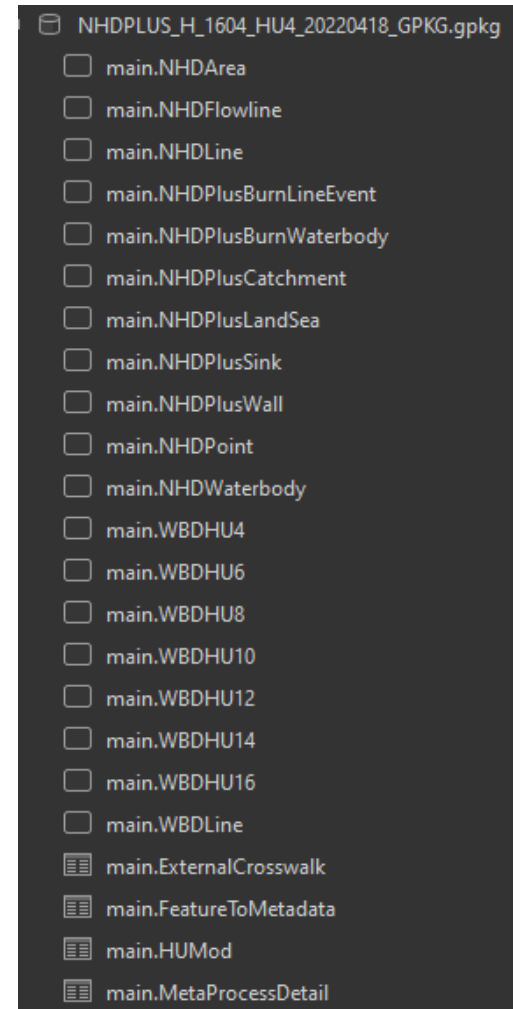 NHDPLUS_H_1604_HU4_20220418_GPKG.gpkg
main.NHDArea
main.NHDFlowline
main.NHDLine
main.NHDPlusBurnLineEvent
main.NHDPlusBurnWaterbody
main.NHDPlusCatchment
main.NHDPlusLandSea
main.NHDPlusSink
main.NHDPlusWall
main.NHDPoint
main.NHDWaterbody
main.WBDHU4
main.WBDHU6
main.WBDHU8
main.WBDHU10
main.WBDHU12
main.WBDHU14
main.WBDHU16
main.WBDLine
main.ExternalCrosswalk
main.FeatureToMetadata
main.HUMod
main.MetaProcessDetail